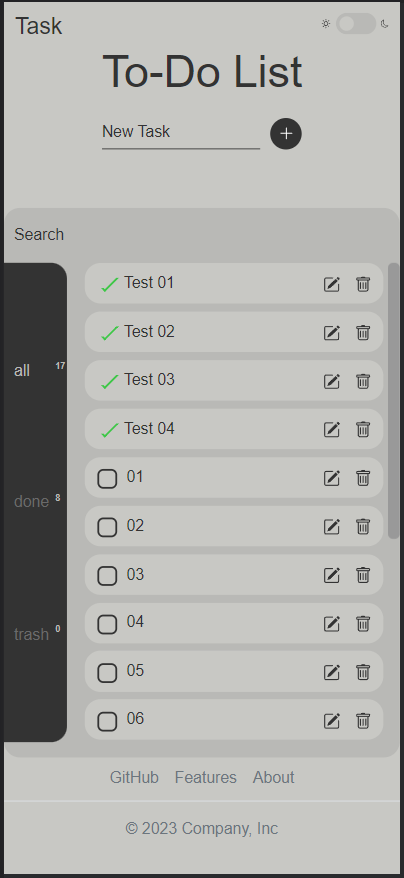 Task
To-Do List
New Task
Search
all 17
done 8
trash 0
Test 01
Test 02
Test 03
Test 04
01
02
03
04
05
06
GitHub Features About
© 2023 Company, Inc